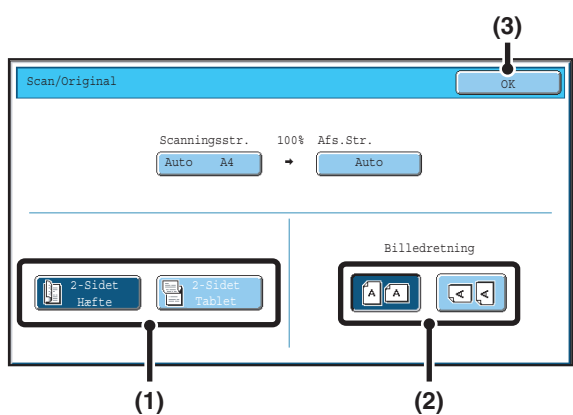 (3)
Scan/Original
OK
Scanningsstr. 100% Afs.Str.
Auto A4 → Auto
Billedretning
2-Sidet
Hæfte
2-Sidet
Tablet
A A A A
(1)
(2)